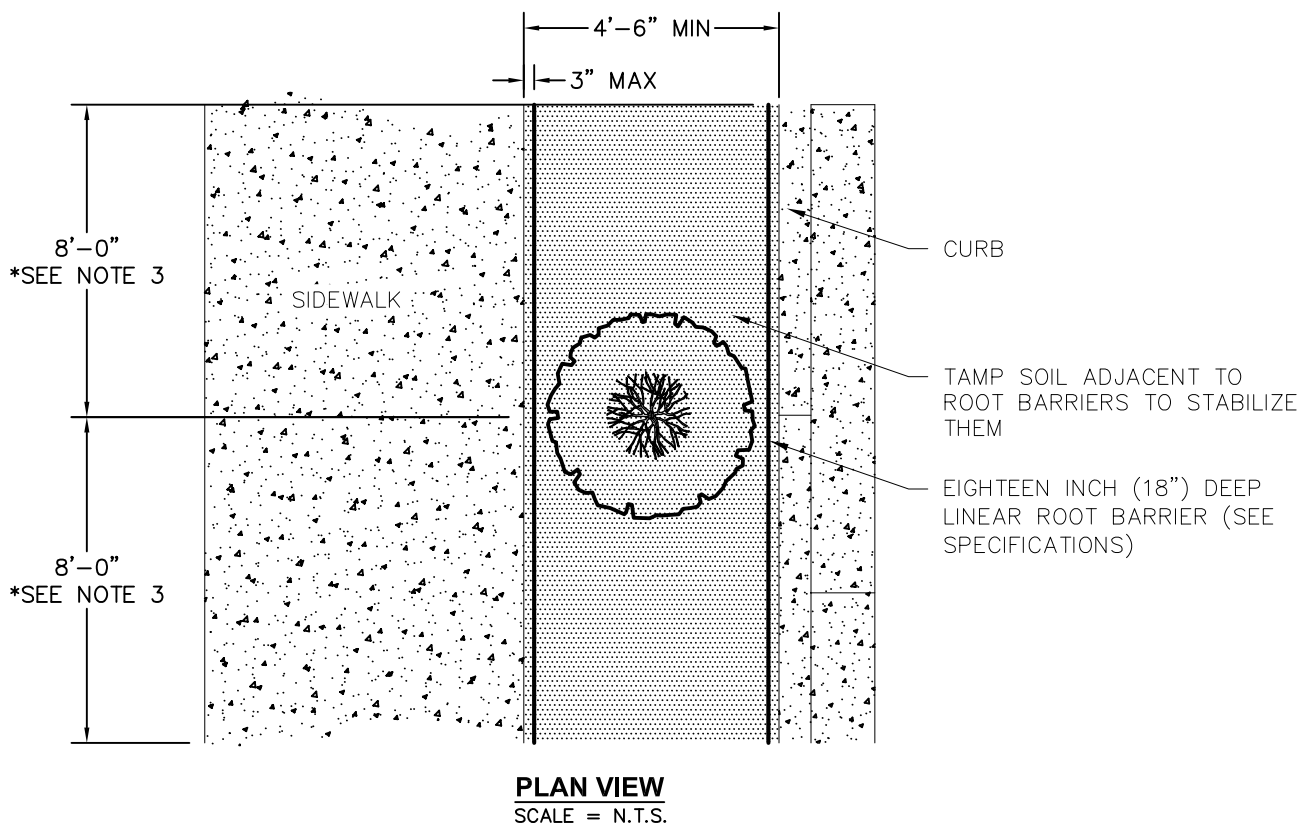 4'-6" MIN
3" MAX
8'-0"
*SEE NOTE 3
SIDEWALK
CURB
TAMP SOIL ADJACENT TO
ROOT BARRIERS TO STABILIZE
THEM
EIGHTEEN INCH (18") DEEP
LINEAR ROOT BARRIER (SEE
SPECIFICATIONS)
8'-0"
*SEE NOTE 3
PLAN VIEW
SCALE = N.T.S.